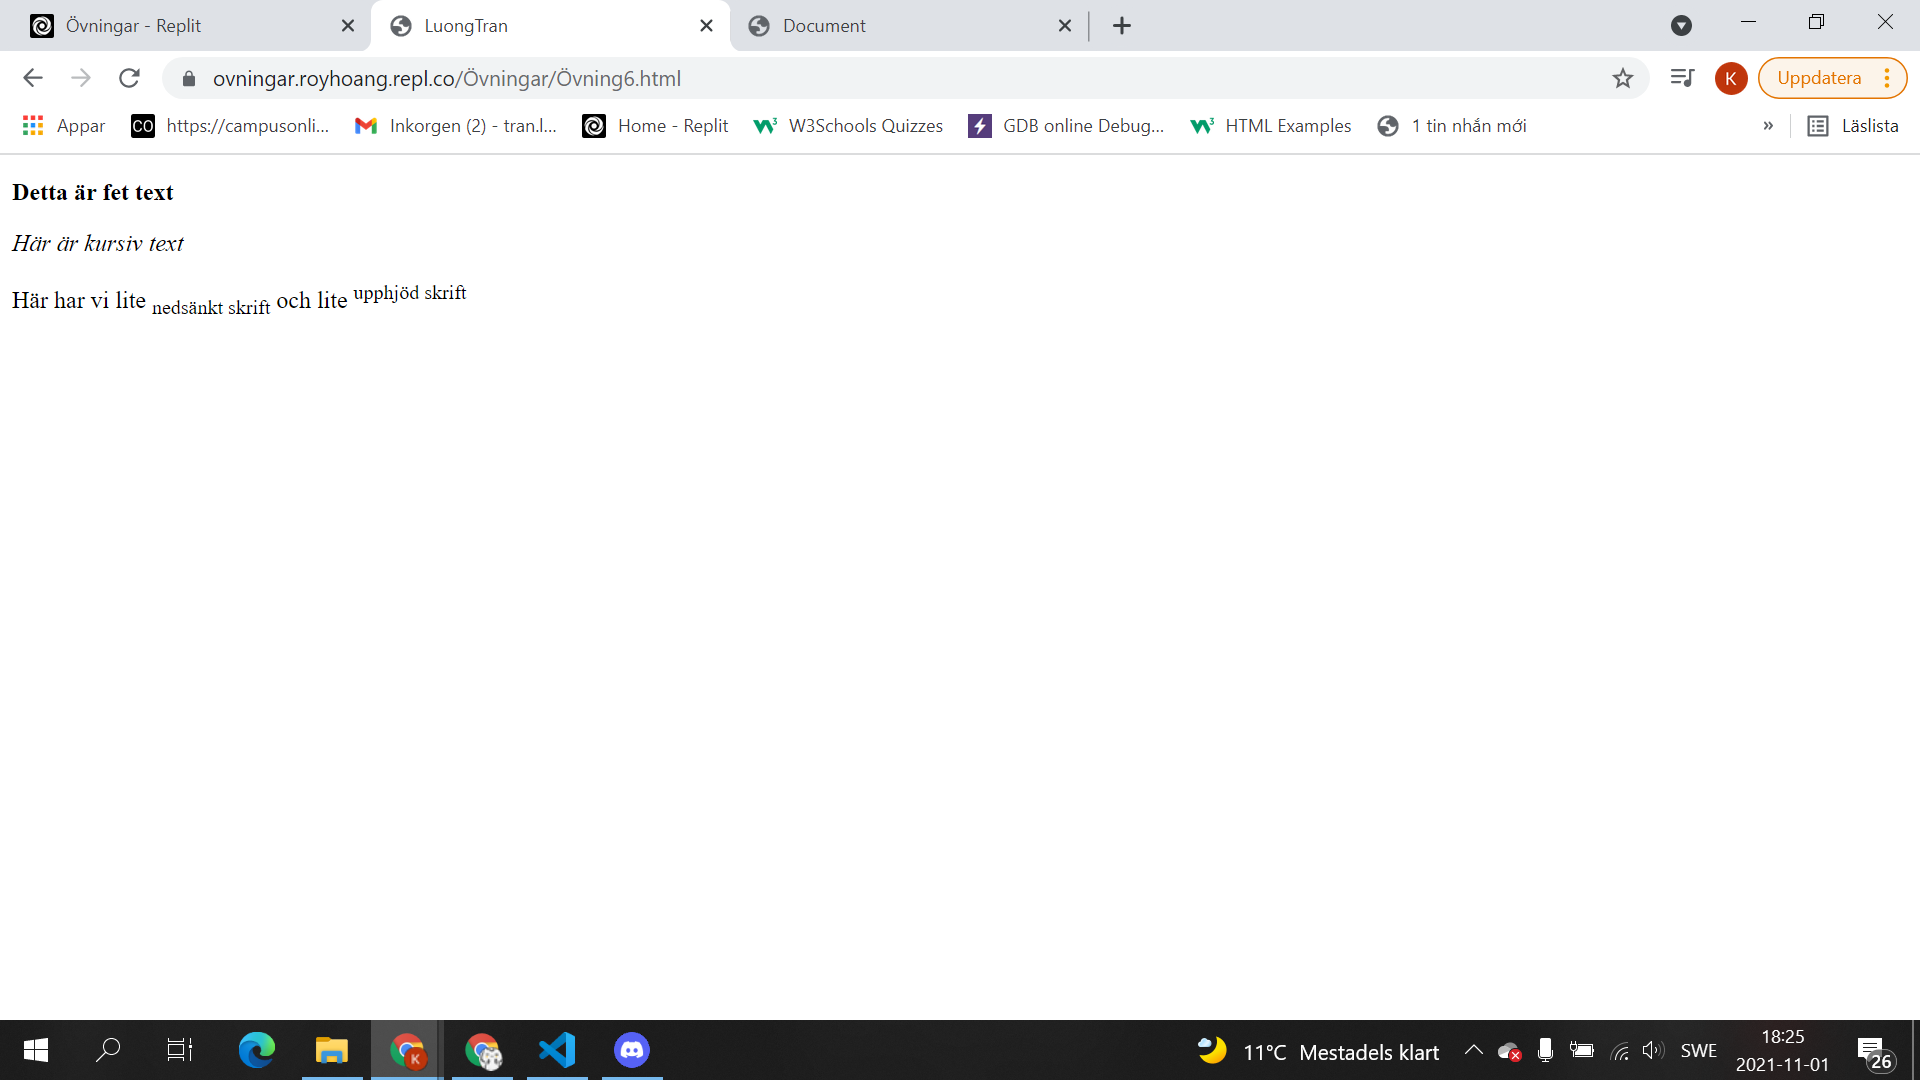 Övningar - Replit
LuongTran
Document
ovningar.royhoang.repl.co/Övningar/Övning6.html
K
Uppdatera
Appar
CO
https://campusonli...
Inkorgen (2) - tran.l...
Home - Replit
W3Schools Quizzes
GDB online Debug...
HTML Examples
1 tin nhắn mới
»
Läslista
Detta är fet text
Här är kursiv text
Här har vi lite nedsänkt skrift och lite upphjöd skrift
K
11°C Mestadels klart
SWE
18:25
2021-11-01
26